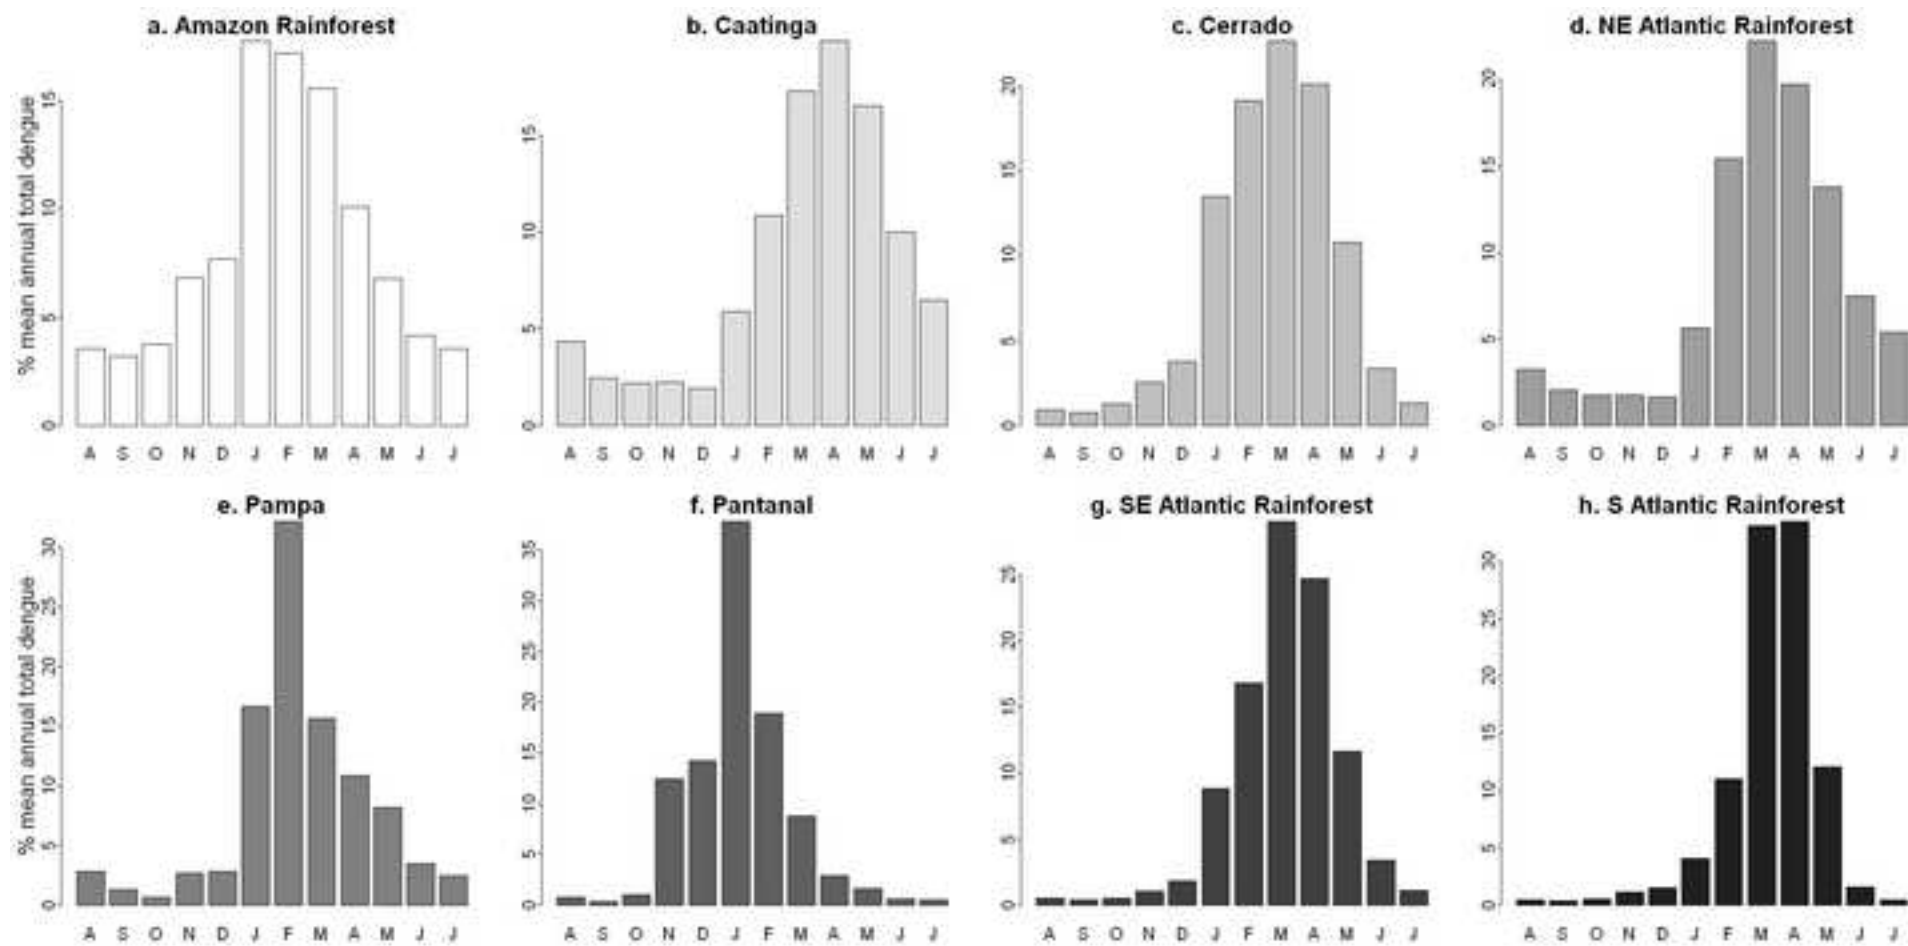 a. Amazon Rainforest
% mean annual total dengue
0 5 10 15
A S O N D J F M A M J J
b. Caatinga
0 5 10 15
A S O N D J F M A M J J
c. Cerrado
0 5 10 15 20
A S O N D J F M A M J J
d. NE Atlantic Rainforest
0 5 10 15 20
A S O N D J F M A M J J
e. Pampa
% mean annual total dengue
0 5 10 15 20 25 30
A S O N D J F M A M J J
f. Pantanal
0 5 10 15 20 25 30 35
A S O N D J F M A M J J
g. SE Atlantic Rainforest
0 5 10 15 20 25
A S O N D J F M A M J J
h. S Atlantic Rainforest
0 5 10 15 20 25 30
A S O N D J F M A M J J